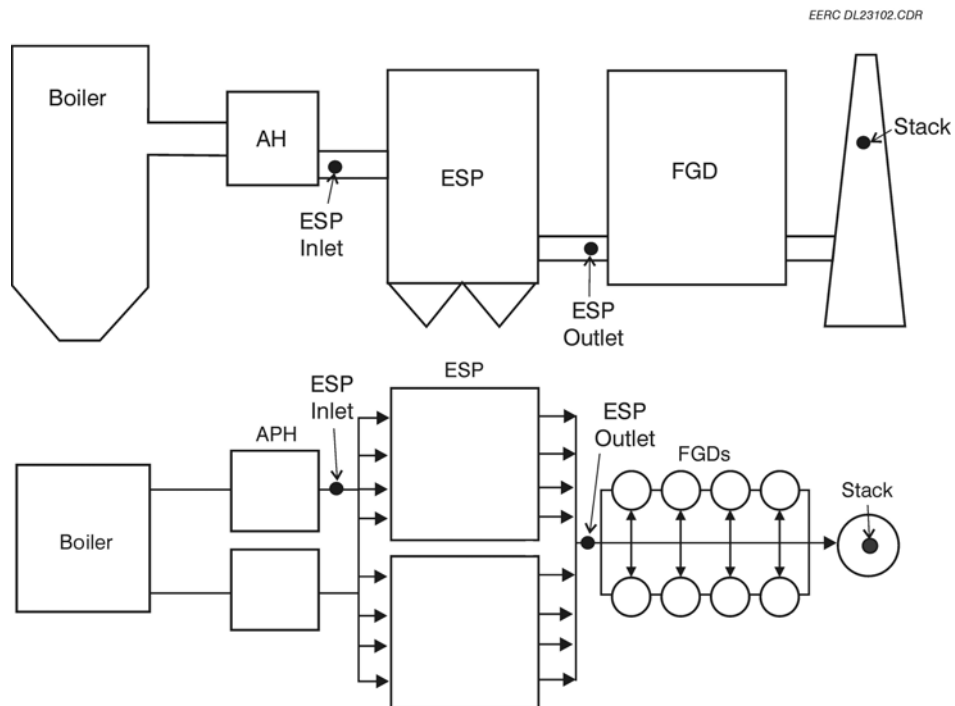 EERC DL23102.CDR
Boiler
AH
ESP
Inlet
ESP
ESP
Outlet
FGD
Stack
Boiler
APH
ESP
Inlet
ESP
ESP
Outlet
FGDs
Stack